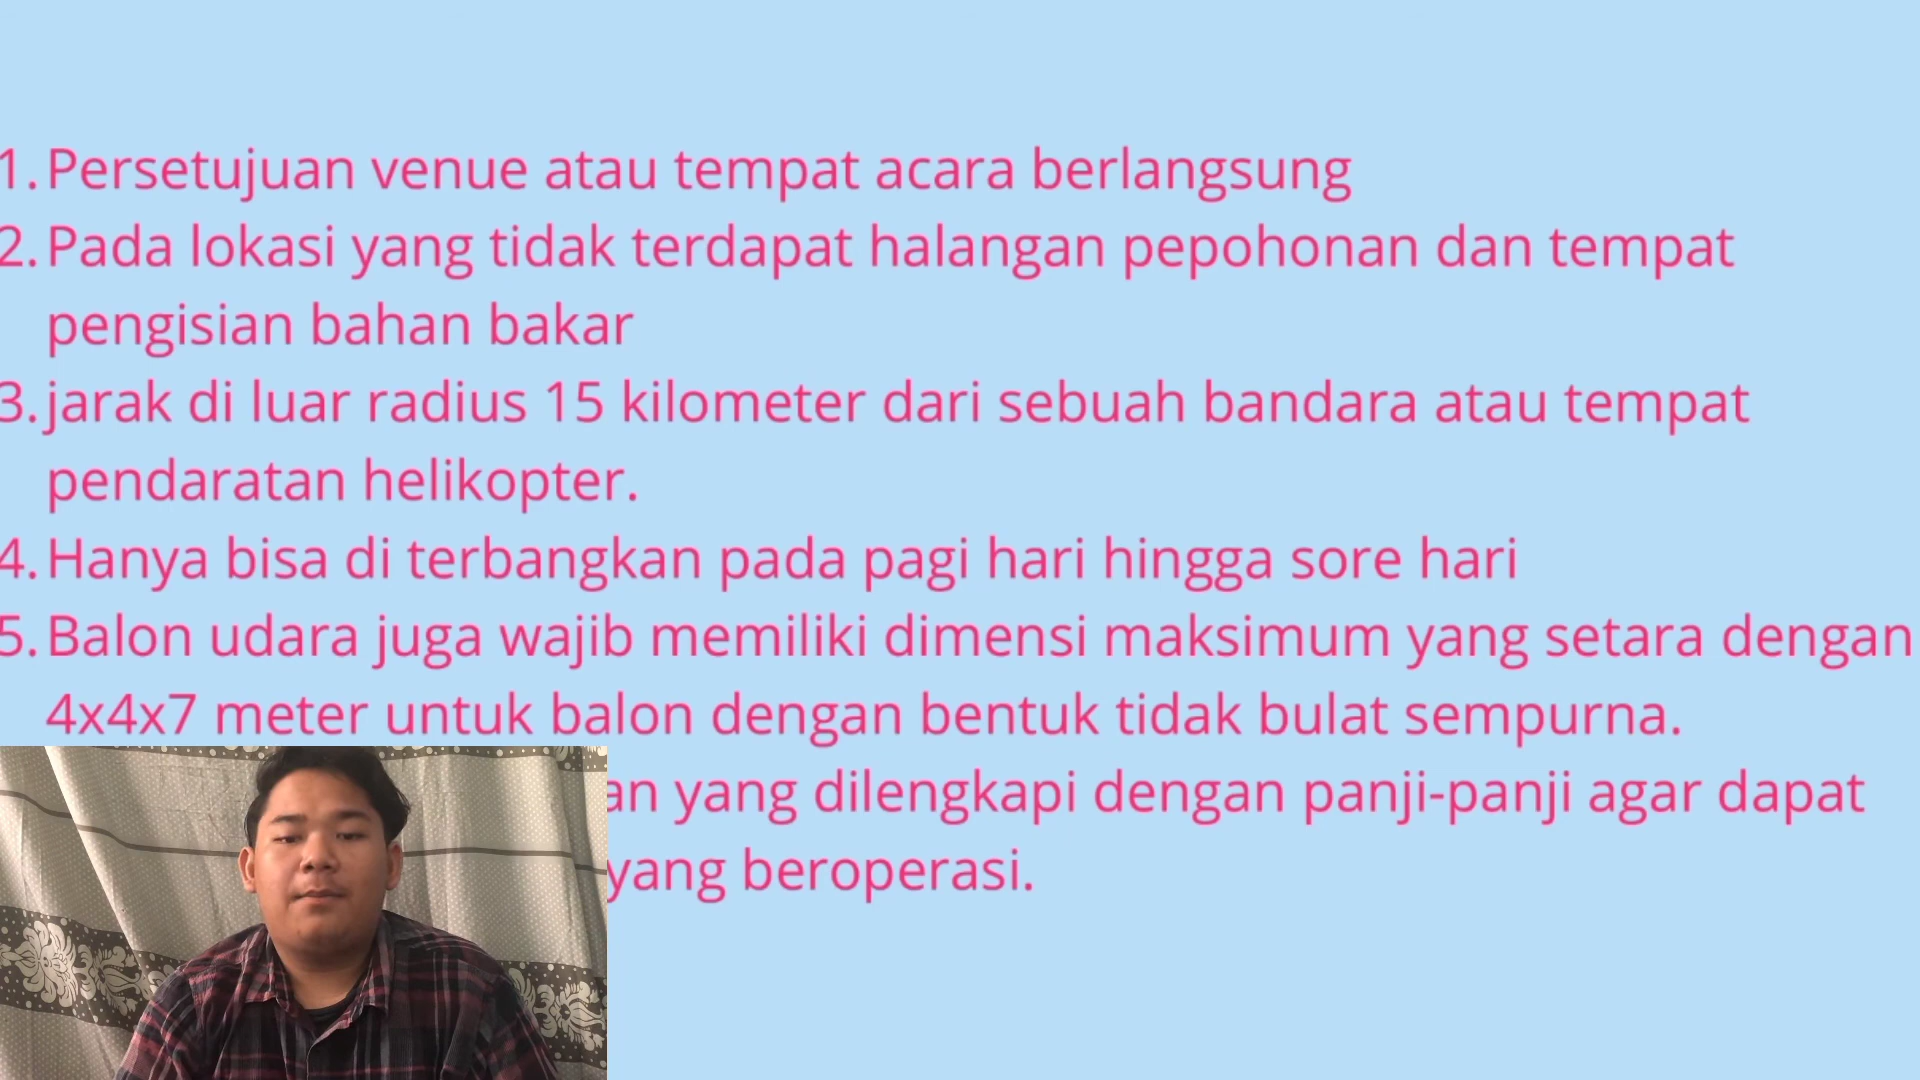 1. Persetujuan venue atau tempat acara berlangsung
2. Pada lokasi yang tidak terdapat halangan pepohonan dan tempat
pengisian bahan bakar
3. jarak di luar radius 15 kilometer dari sebuah bandara atau tempat
pendaratan helikopter.
4. Hanya bisa di terbangkan pada pagi hari hingga sore hari
5. Balon udara juga wajib memiliki dimensi maksimum yang setara dengan
4x4x7 meter untuk balon dengan bentuk tidak bulat sempurna.
yang dilengkapi dengan panji-panji agar dapat
yang beroperasi.